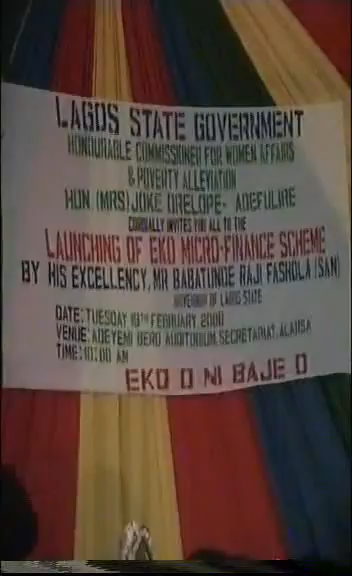 LAGOS STATE GOVERNMENT
HONOURABLE COMMISSIONER FOR WOMEN AFFAIRS
& POVERTY ALLEVIATION
HON (MRS) JOKE ORELOPE- ADEFULIRE
CORDIALLY INVITES YOU ALL TO THE
LAUNCHING OF EKO MICRO-FINANCE SCHEME
BY HIS EXCELLENCY, MR BABATUNDE RAJI FASHOLA (SAN)
GOVERNOR OF LAGOS STATE
DATE: TUESDAY FEBRUARY
VENUE: ADEYEMI BERO AUDITORIUM, SECRETARIAT, ALAUSA
TIME: 10:00 AM
EKO O NI BAJE O